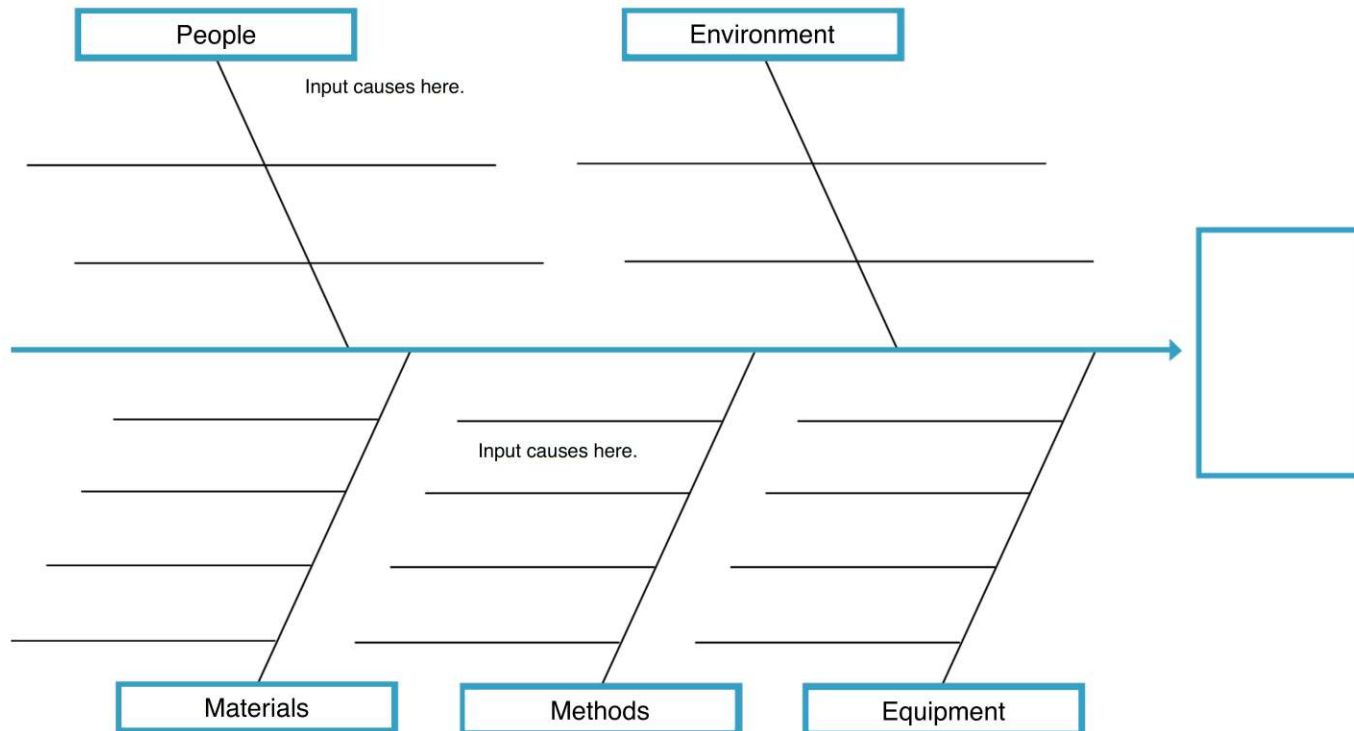 People
Environment
Input causes here.
Input causes here.
Materials
Methods
Equipment